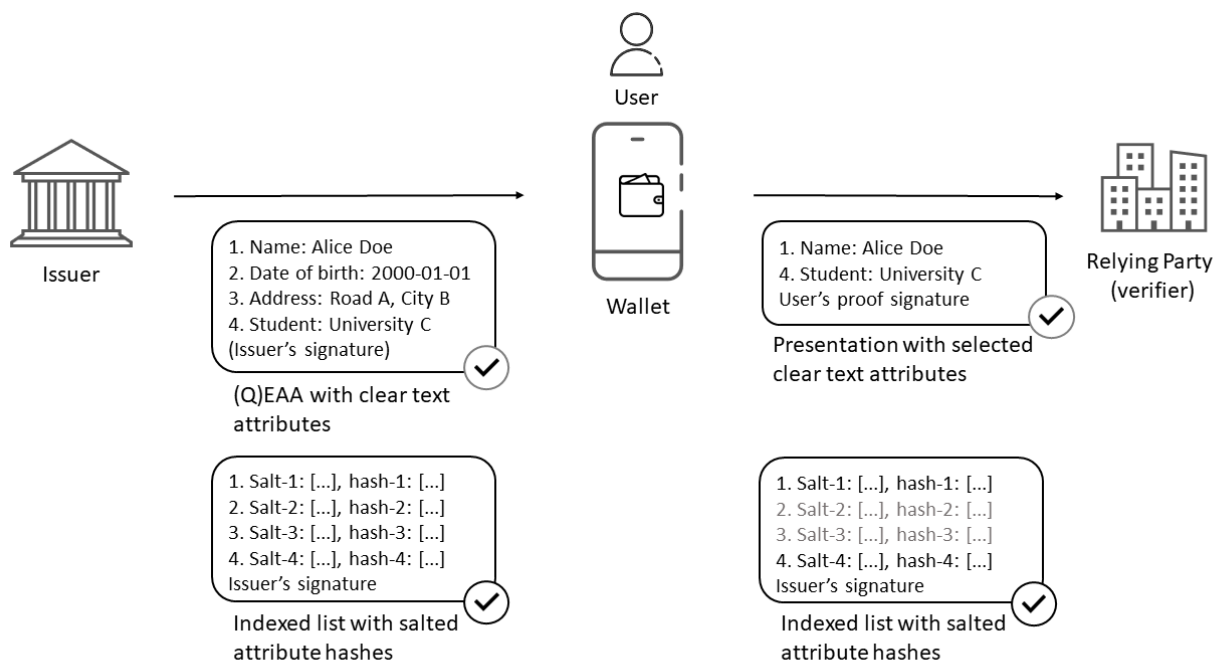 User
Issuer
1. Name: Alice Doe
2. Date of birth: 2000-01-01
3. Address: Road A, City B
4. Student: University C
(Issuer's signature)
(Q)EAA with clear text
attributes
1. Salt-1: [...], hash-1: [...]
2. Salt-2: [...], hash-2: [...]
3. Salt-3: [...], hash-3: [...]
4. Salt-4: [...], hash-4: [...]
Issuer's signature
Indexed list with salted
attribute hashes
Wallet
1. Name: Alice Doe
4. Student: University C
User's proof signature
Presentation with selected
clear text attributes
1. Salt-1: [...], hash-1: [...]
2. Salt-2: [...], hash-2: [...]
3. Salt-3: [...], hash-3: [...]
4. Salt-4: [...], hash-4: [...]
Issuer's signature
Indexed list with salted
attribute hashes
Relying Party
(verifier)